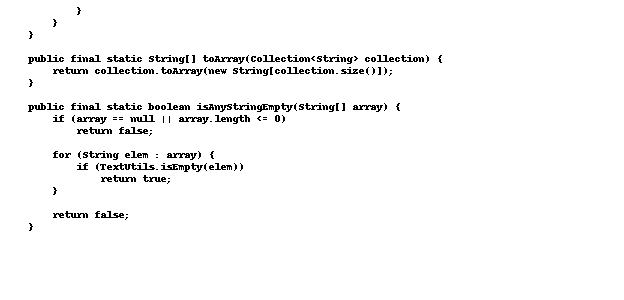 }
    }
}
public final static String[] toArray(Collection<String> collection) {
    return collection.toArray(new String[collection.size()]);
}
public final static boolean isAnyStringEmpty(String[] array) {
    if (array == null || array.length <= 0)
        return false;
    for (String elem : array) {
        if (TextUtils.isEmpty(elem))
            return true;
    }
    return false;
}